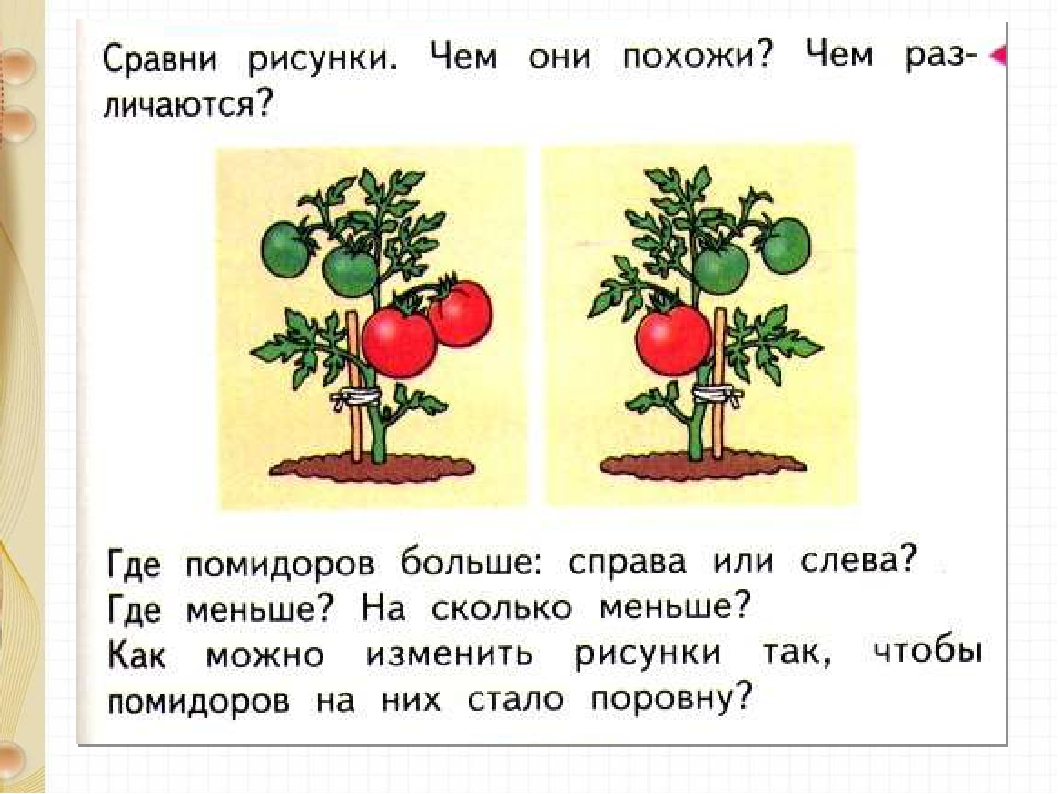 Сравни рисунки. Чем они похожи? Чем раз-
личаются?
Где помидоров больше: справа или слева?
Где меньше? На сколько меньше?
Как можно изменить рисунки так, чтобы
помидоров на них стало поровну?